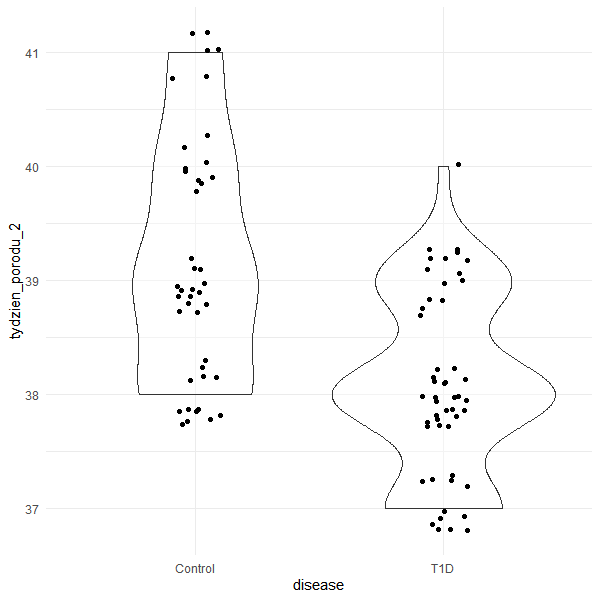 41
40
39
38
37
tydzien_porodu_2
Control T1D
disease